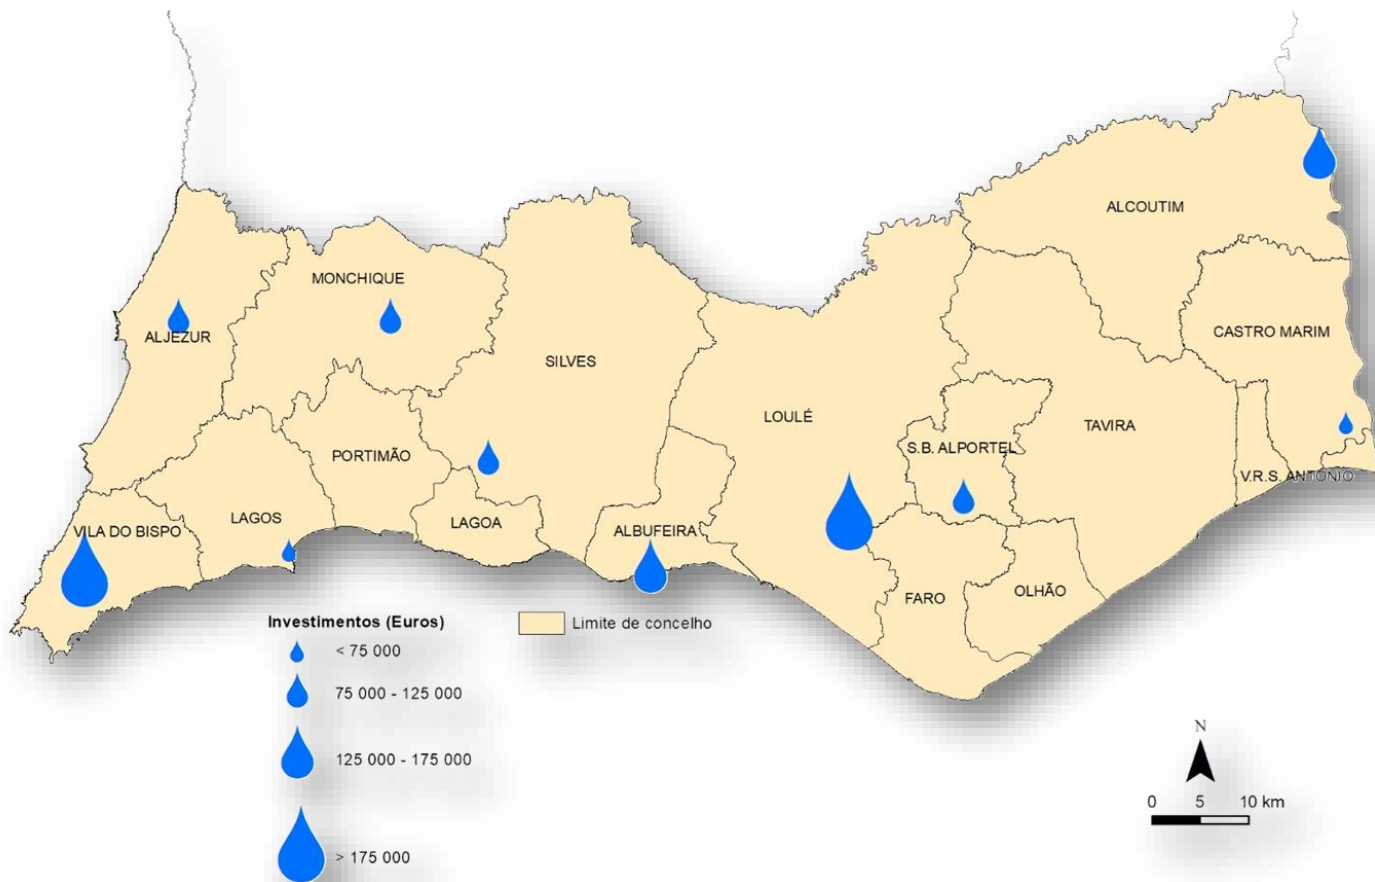 ALCOUTIM
MONCHIQUE
ALJEZUR
CASTRO MARIM
SILVES
LOULÉ
TAVIRA
S.B. ALPORTEL
PORTIMÃO
V.R.S. ANTÓNIO
LAGOS
LAGOA
VILA DO BISPO
ALBUFEIRA
FARO
OLHÃO
Investimentos (Euros)
< 75 000
75 000 - 125 000
125 000 - 175 000
> 175 000
Limite de concelho
N
0 5 10 km